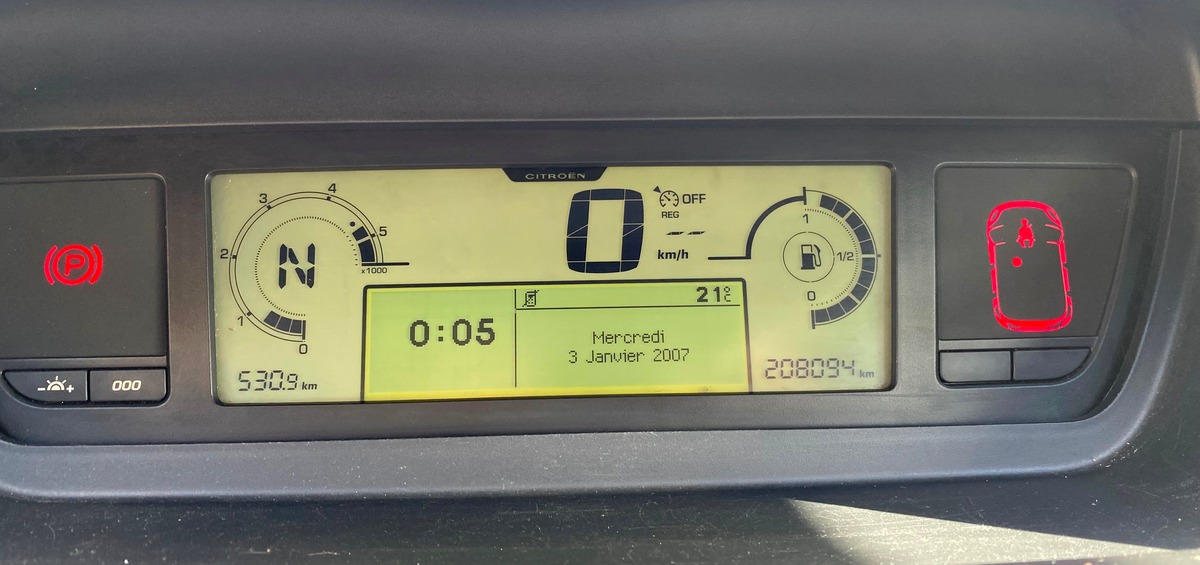 CITROËN
4
3
5
2
x1000
1
0
N
530.9 km
0
km/h
OFF
REG
--
21°C
0:05
Mercredi
3 Janvier 2007
1
1/2
0
208094 km
P
- +
000